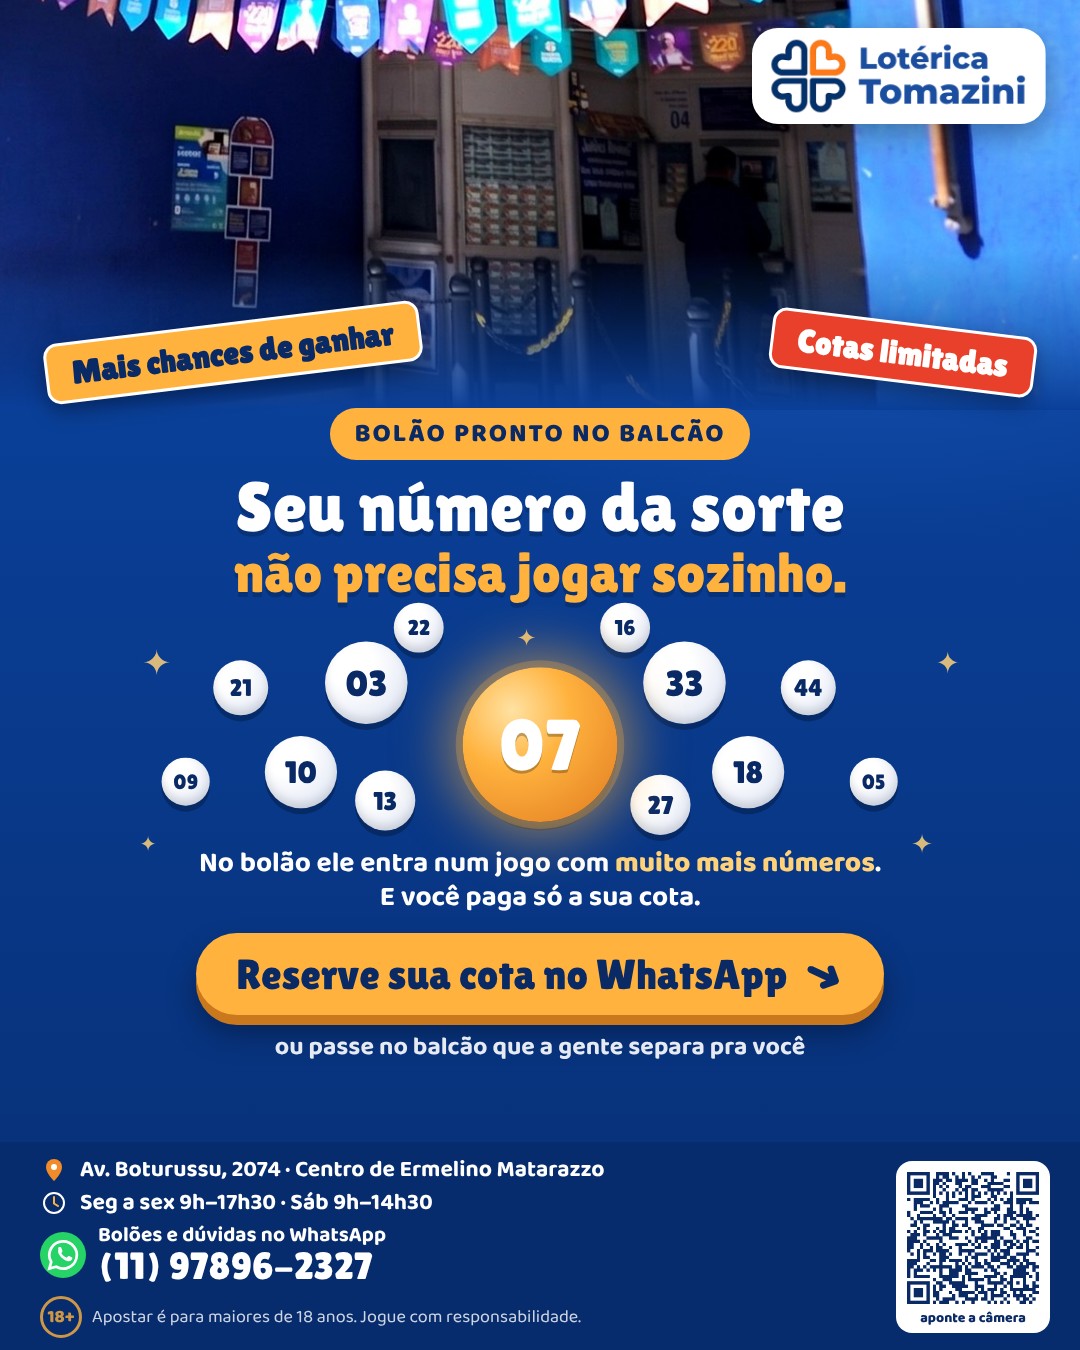 Lotérica
Tomazini
04
Mais chances de ganhar
Cotas limitadas
BOLÃO PRONTO NO BALCÃO
Seu número da sorte
não precisa jogar sozinho.
22
16
21
03
33
44
07
09
10
13
27
18
05
No bolão ele entra num jogo com muito mais números.
E você paga só a sua cota.
Reserve sua cota no WhatsApp
ou passe no balcão que a gente separa pra você
Av. Boturussu, 2074 · Centro de Ermelino Matarazzo
Seg a sex 9h–17h30 · Sáb 9h–14h30
Bolões e dúvidas no WhatsApp
(11) 97896–2327
18+ Apostar é para maiores de 18 anos. Jogue com responsabilidade.
aponte a câmera